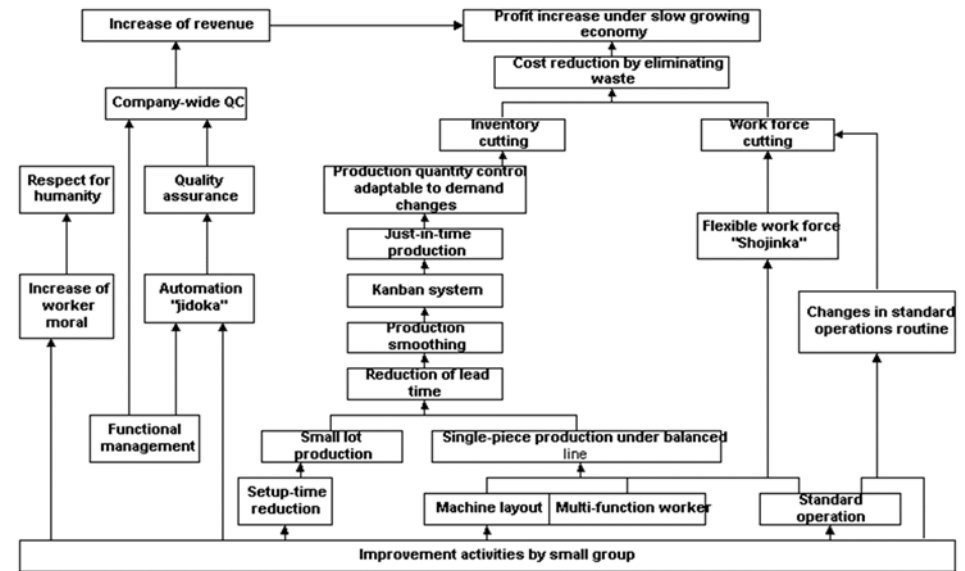 Increase of revenue
Profit increase under slow growing
economy
Cost reduction by eliminating
waste
Company-wide QC
Inventory
cutting
Work force
cutting
Respect for
humanity
Quality
assurance
Production quantity control
adaptable to demand
changes
Flexible work force
"Shojinka"
Just-in-time
production
Increase of
worker
moral
Automation
"jidoka"
Kanban system
Changes in standard
operations routine
Production
smoothing
Reduction of lead
time
Functional
management
Small lot
production
Single-piece production under balanced
line
Setup-time
reduction
Machine layout
Multi-function worker
Standard
operation
Improvement activities by small group